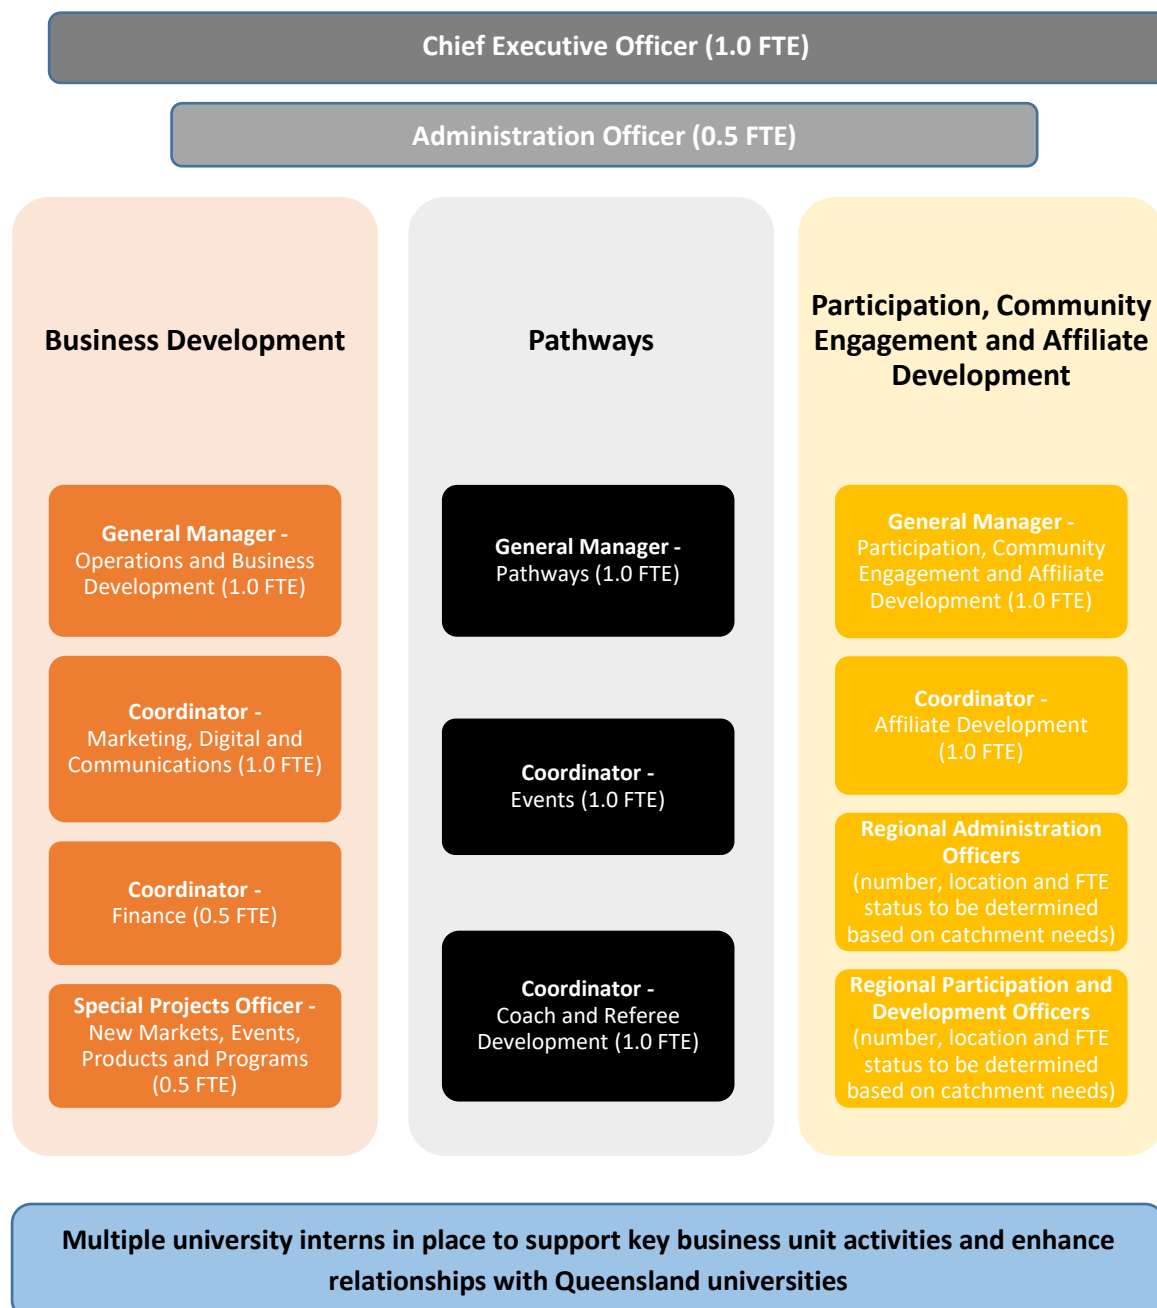 Chief Executive Officer (1.0 FTE)
Administration Officer (0.5 FTE)
Business Development
General Manager -
Operations and Business
Development (1.0 FTE)
Coordinator -
Marketing, Digital and
Communications (1.0 FTE)
Coordinator -
Finance (0.5 FTE)
Special Projects Officer -
New Markets, Events,
Products and Programs
(0.5 FTE)
Pathways
General Manager -
Pathways (1.0 FTE)
Coordinator -
Events (1.0 FTE)
Coordinator -
Coach and Referee
Development (1.0 FTE)
Participation, Community
Engagement and Affiliate
Development
General Manager -
Participation, Community
Engagement and Affiliate
Development (1.0 FTE)
Coordinator -
Affiliate Development
(1.0 FTE)
Regional Administration
Officers
(number, location and FTE
status to be determined
based on catchment needs)
Regional Participation and
Development Officers
(number, location and FTE
status to be determined
based on catchment needs)
Multiple university interns in place to support key business unit activities and enhance
relationships with Queensland universities